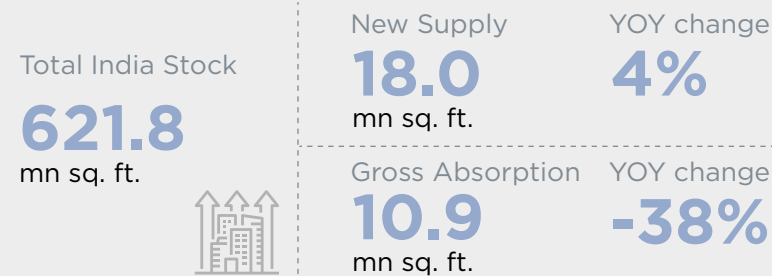 Total India Stock
621.8
mn sq. ft.
New Supply
18.0
mn sq. ft.
YOY change
4%
Gross Absorption
10.9
mn sq. ft.
YOY change
-38%